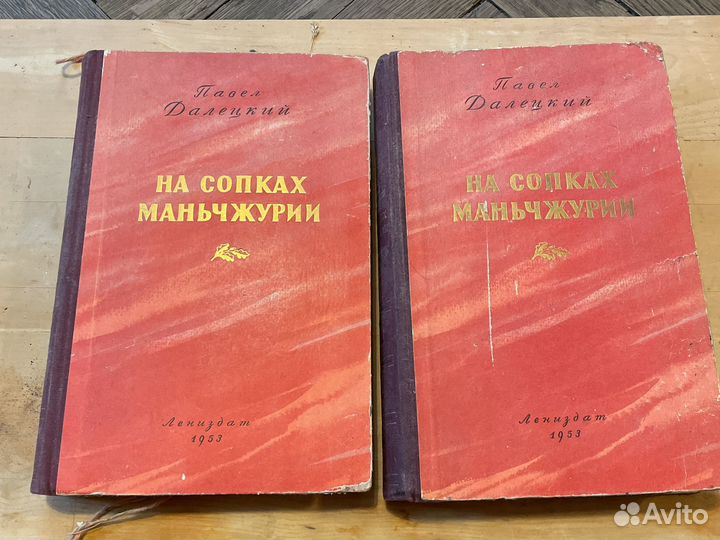 Павел
Далецкий
НА СОПКАХ
МАНЬЧЖУРИИ
Лениздат
1953
Павел
Далецкий
НА СОПКАХ
МАНЬЧЖУРИИ
Лениздат
1953
Avito